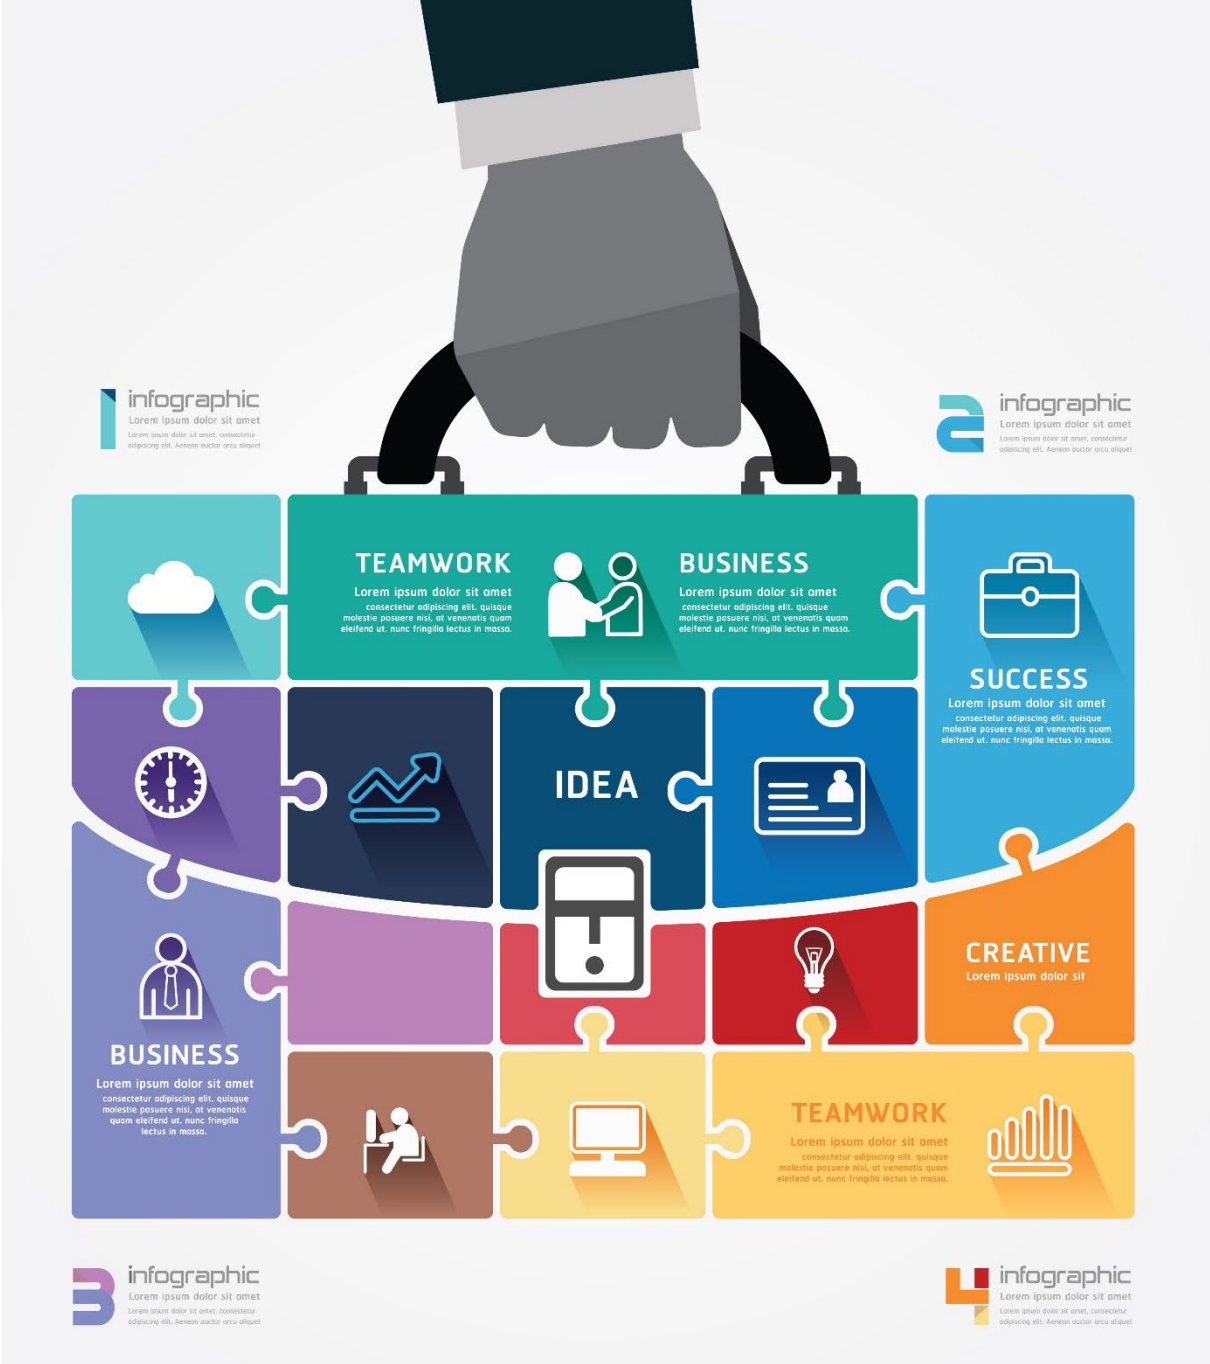 infographic
Lorem ipsum dolor sit amet
Lorem ipsum dolor sit amet, consectetur
adipiscing elit. Aenean auctor arcu aliquet
infographic
Lorem ipsum dolor sit amet
Lorem ipsum dolor sit amet, consectetur
adipiscing elit. Aenean auctor arcu aliquet
1
2
TEAMWORK
Lorem ipsum dolor sit amet
consectetur adipiscing elit. quisque
molestie posuere nisi, at venenatis quam
eleifend ut. nunc fringilla lectus in massa.
BUSINESS
Lorem ipsum dolor sit amet
consectetur adipiscing elit. quisque
molestie posuere nisi, at venenatis quam
eleifend ut. nunc fringilla lectus in massa.
SUCCESS
Lorem ipsum dolor sit amet
consectetur adipiscing elit. quisque
molestie posuere nisi, at venenatis quam
eleifend ut. nunc fringilla lectus in massa.
IDEA
CREATIVE
Lorem ipsum dolor sit
BUSINESS
Lorem ipsum dolor sit amet
consectetur adipiscing elit. quisque
molestie posuere nisi, at venenatis
quam eleifend ut. nunc fringilla
lectus in massa.
TEAMWORK
Lorem ipsum dolor sit amet
consectetur adipiscing elit. quisque
molestie posuere nisi, at venenatis quam
eleifend ut. nunc fringilla lectus in massa.
3
infographic
Lorem ipsum dolor sit amet
Lorem ipsum dolor sit amet, consectetur
adipiscing elit. Aenean auctor arcu aliquet
4
infographic
Lorem ipsum dolor sit amet
Lorem ipsum dolor sit amet, consectetur
adipiscing elit. Aenean auctor arcu aliquet